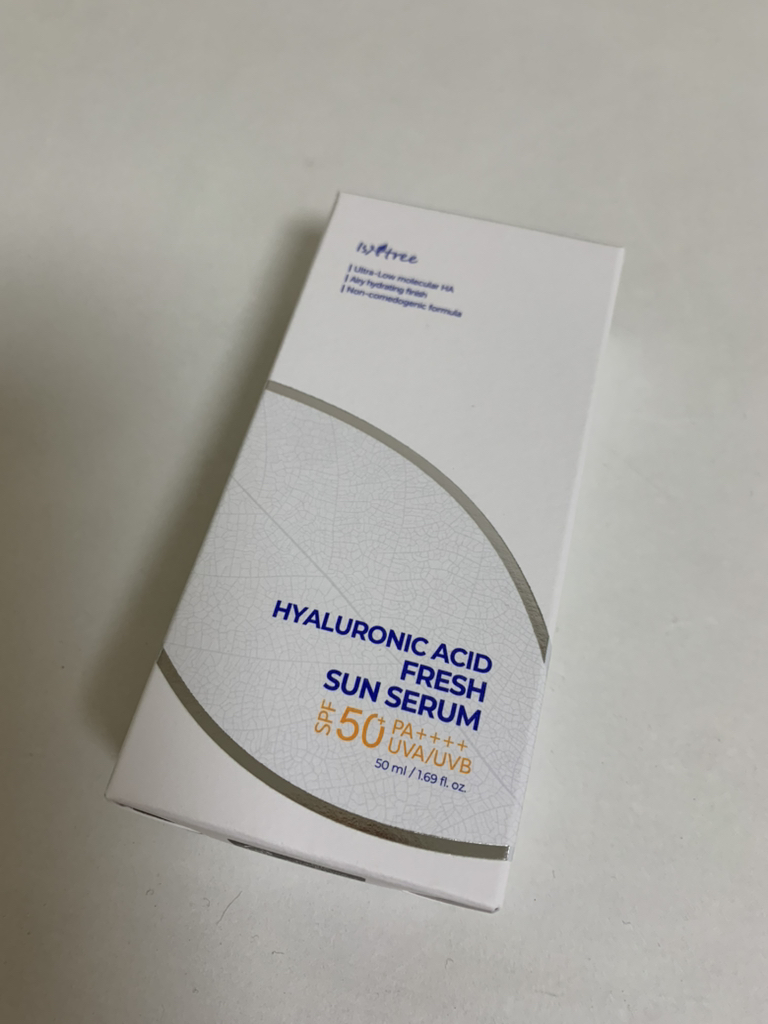 Isntree
Ultra-Low molecular HA
Airy hydrating finish
Non-comedogenic formula
HYALURONIC ACID
FRESH
SUN SERUM
SPF 50+ PA++++
UVA/UVB
50 ml / 1.69 fl. oz.